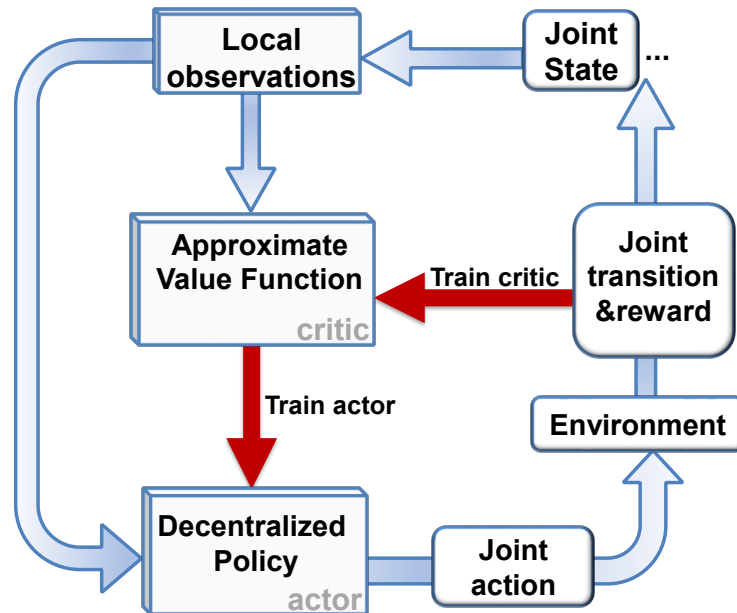 Local
observations
Joint
State
...
Approximate
Value Function
critic
Train critic
Joint
transition
&reward
Train actor
Environment
Decentralized
Policy
actor
Joint
action